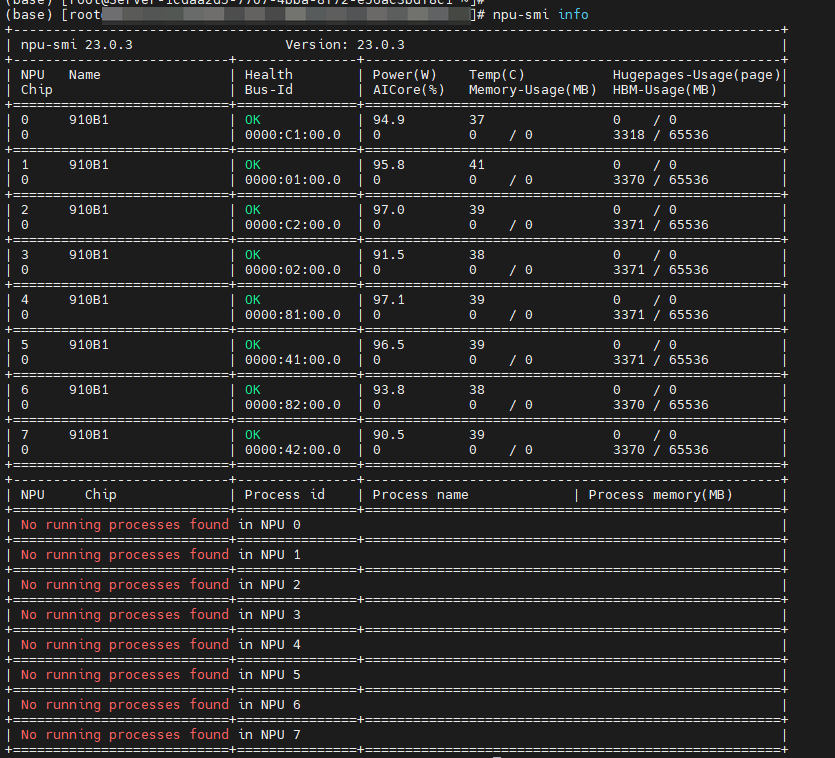 (base) [root@Server-1cdaa2d5-7707-4bba-8f72-e50ac3bdf8c1 ~]#
(base) [root ]# npu-smi info
| npu-smi 23.0.3 Version: 23.0.3 |
| NPU Name | Health | Power(W) Temp(C) Hugepages-Usage(page)|
| Chip | Bus-Id | AICore(%) Memory-Usage(MB) HBM-Usage(MB) |
| 0 910B1 | OK | 94.9 37 0 / 0 |
| 0 | 0000:C1:00.0 | 0 0 / 0 3318 / 65536 |
| 1 910B1 | OK | 95.8 41 0 / 0 |
| 0 | 0000:01:00.0 | 0 0 / 0 3370 / 65536 |
| 2 910B1 | OK | 97.0 39 0 / 0 |
| 0 | 0000:C2:00.0 | 0 0 / 0 3371 / 65536 |
| 3 910B1 | OK | 91.5 38 0 / 0 |
| 0 | 0000:02:00.0 | 0 0 / 0 3371 / 65536 |
| 4 910B1 | OK | 97.1 39 0 / 0 |
| 0 | 0000:81:00.0 | 0 0 / 0 3371 / 65536 |
| 5 910B1 | OK | 96.5 39 0 / 0 |
| 0 | 0000:41:00.0 | 0 0 / 0 3371 / 65536 |
| 6 910B1 | OK | 93.8 38 0 / 0 |
| 0 | 0000:82:00.0 | 0 0 / 0 3370 / 65536 |
| 7 910B1 | OK | 90.5 39 0 / 0 |
| 0 | 0000:42:00.0 | 0 0 / 0 3370 / 65536 |
| NPU Chip | Process id | Process name | Process memory(MB) |
| No running processes found in NPU 0 |
| No running processes found in NPU 1 |
| No running processes found in NPU 2 |
| No running processes found in NPU 3 |
| No running processes found in NPU 4 |
| No running processes found in NPU 5 |
| No running processes found in NPU 6 |
| No running processes found in NPU 7 |